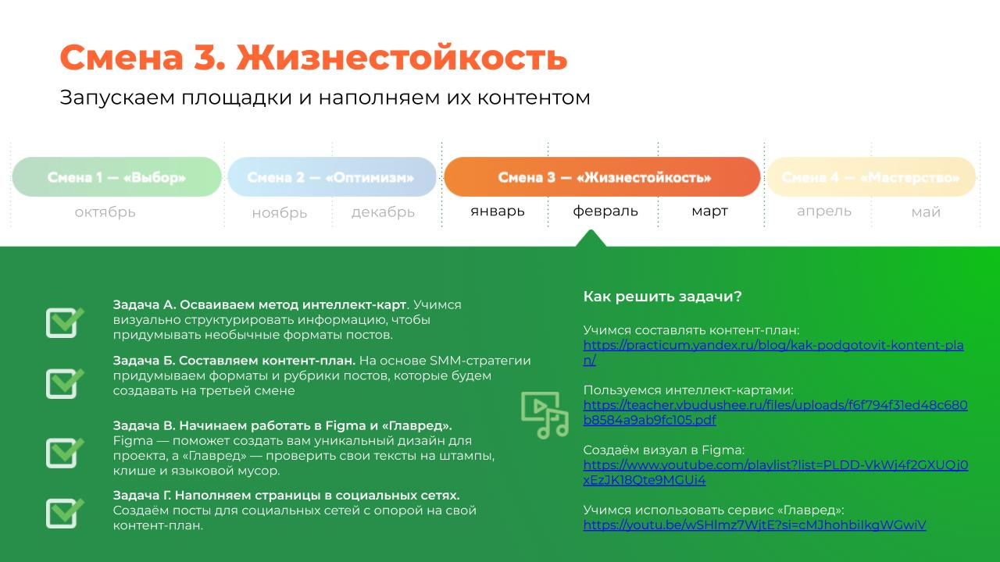 Смена 3. Жизнестойкость
Запускаем площадки и наполняем их контентом
Смена 1 — «Выбор»
Смена 2 — «Оптимизм»
Смена 3 — «Жизнестойкость»
Смена 4 — «Мастерство»
октябрь
ноябрь
декабрь
январь
февраль
март
апрель
май
Задача А. Осваиваем метод интеллект-карт. Учимся
визуально структурировать информацию, чтобы
придумывать необычные форматы постов.
Задача Б. Составляем контент-план. На основе SMM-стратегии
придумываем форматы и рубрики постов, которые будем
создавать на третьей смене
Задача В. Начинаем работать в Figma и «Главред».
Figma — поможет создать вам уникальный дизайн для
проекта, а «Главред» — проверить свои тексты на штампы,
клише и языковой мусор.
Задача Г. Наполняем страницы в социальных сетях.
Создаём посты для социальных сетей с опорой на свой
контент-план.
Как решить задачи?
Учимся составлять контент-план:
https://practicum.yandex.ru/blog/kak-podgotovit-kontent-pla
n/
Пользуемся интеллект-картами:
https://teacher.vbudushee.ru/files/uploads/f6f794f31ed48c680
b8584a9ab9fc105.pdf
Создаём визуал в Figma:
https://www.youtube.com/playlist?list=PLDD-VkWj4f2GXUQj0
xEzJK18Qte9MGUi4
Учимся использовать сервис «Главред»:
https://youtu.be/wSHlmz7WjtE?si=cMJhohbiIkgWGwiV